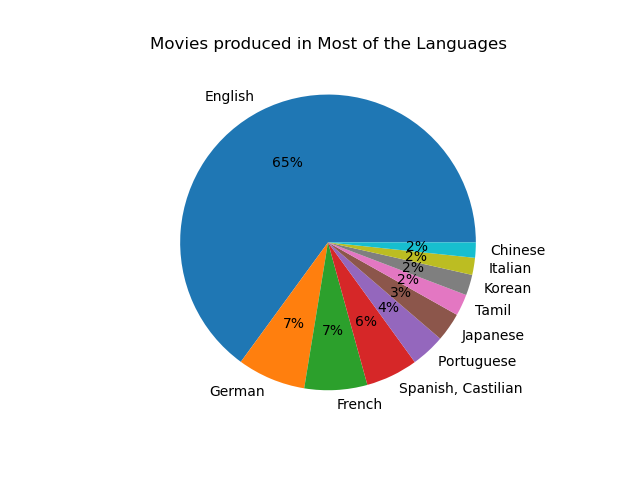 Movies produced in Most of the Languages
English
65%
2%
Chinese
2%
Italian
2%
Korean
2%
Tamil
3%
Japanese
4%
Portuguese
6%
Spanish, Castilian
7%
French
7%
German